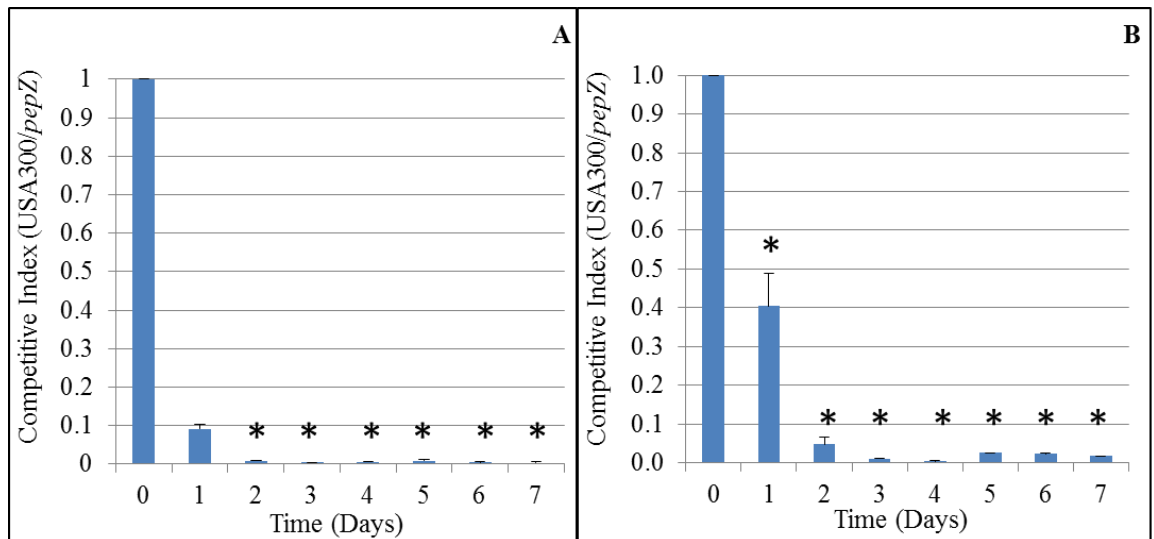 A
Competitive Index (USA300/pepZ)
1
0.9
0.8
0.7
0.6
0.5
0.4
0.3
0.2
0.1
0
* * * * * *
0 1 2 3 4 5 6 7
Time (Days)
B
Competitive Index (USA300/pepZ)
1.0
0.9
0.8
0.7
0.6
0.5
0.4
0.3
0.2
0.1
0.0
*
* * * * * *
0 1 2 3 4 5 6 7
Time (Days)